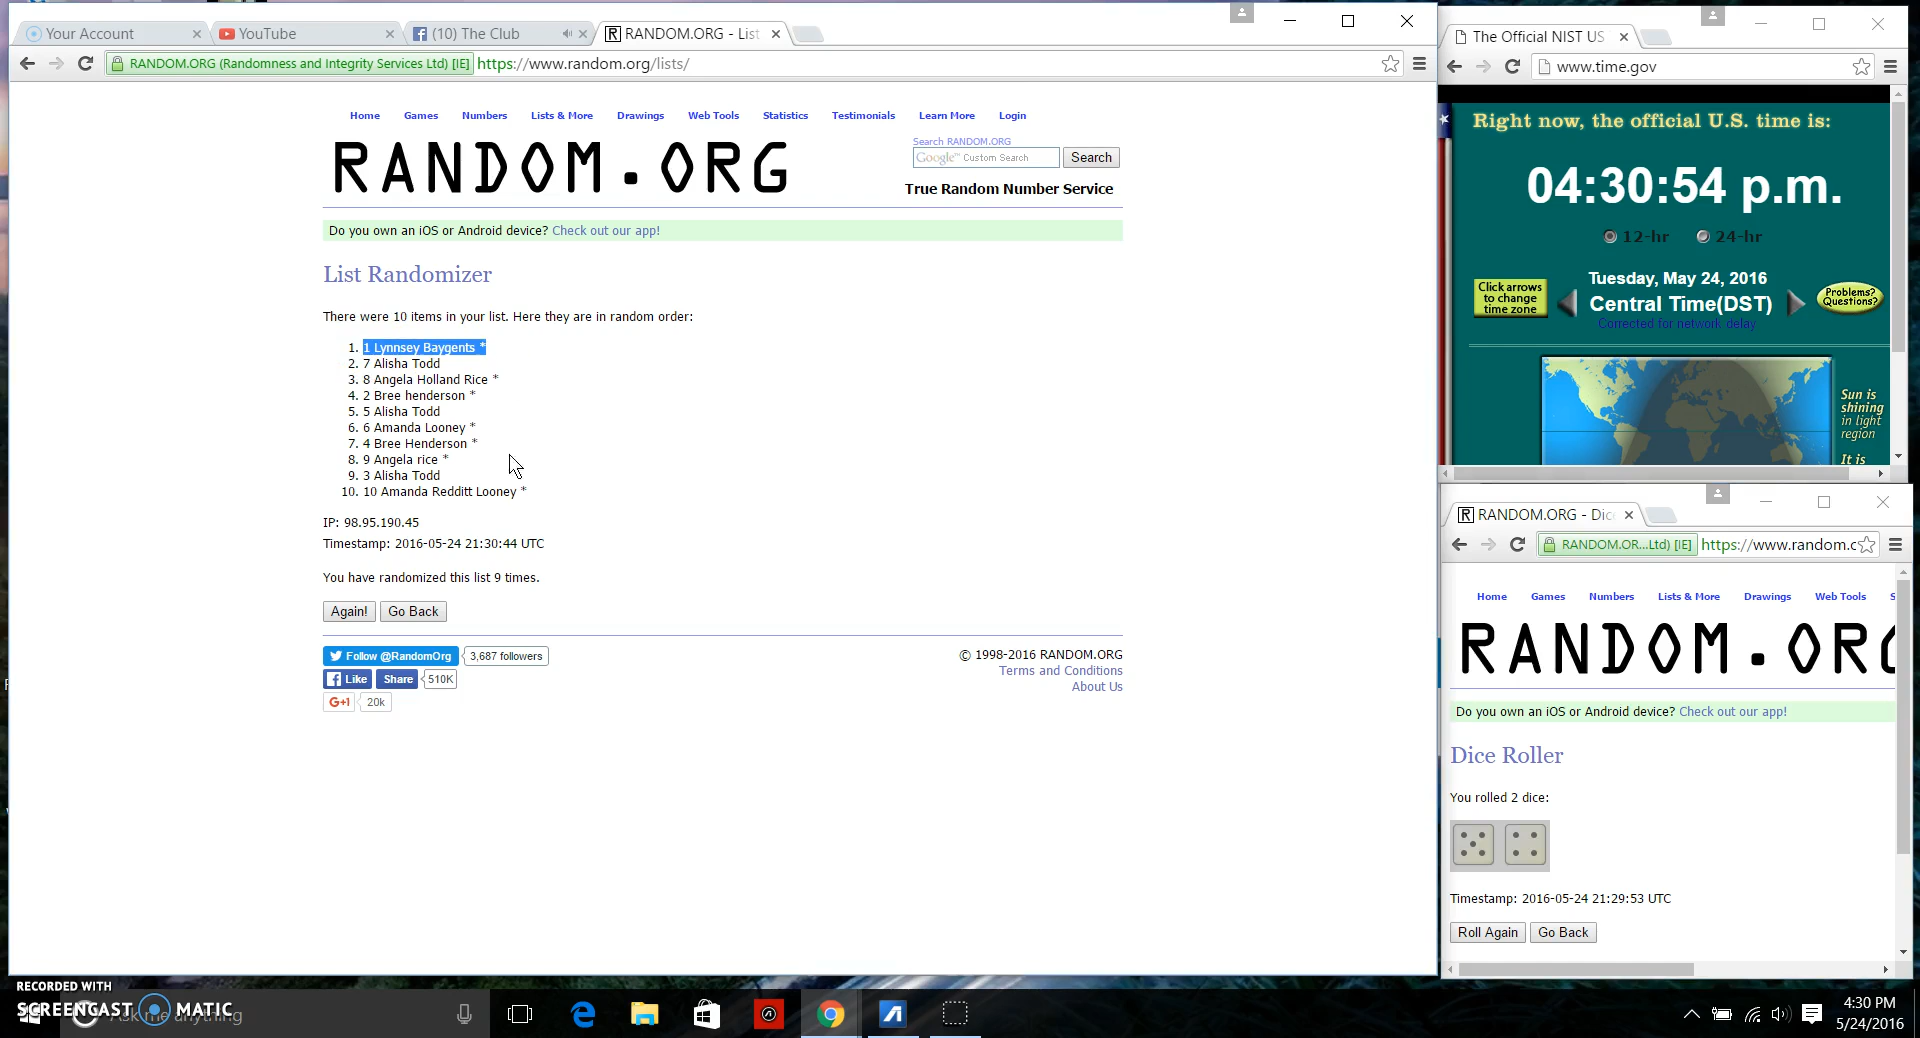 Your Account
YouTube
(10) The Club
RANDOM.ORG - List
RANDOM.ORG (Randomness and Integrity Services Ltd) [IE] https://www.random.org/lists/
Home Games Numbers Lists & More Drawings Web Tools Statistics Testimonials Learn More Login
RANDOM.ORG
Search RANDOM.ORG
Google™ Custom Search Search
True Random Number Service
Do you own an iOS or Android device? Check out our app!
List Randomizer
There were 10 items in your list. Here they are in random order:
1. 1 Lynnsey Baygents *
2. 7 Alisha Todd
3. 8 Angela Holland Rice *
4. 2 Bree henderson *
5. 5 Alisha Todd
6. 6 Amanda Looney *
7. 4 Bree Henderson *
8. 9 Angela rice *
9. 3 Alisha Todd
10. 10 Amanda Redditt Looney *
IP: 98.95.190.45
Timestamp: 2016-05-24 21:30:44 UTC
You have randomized this list 9 times.
Again! Go Back
Follow @RandomOrg 3,687 followers
Like Share 510K
G+1 20k
© 1998-2016 RANDOM.ORG
Terms and Conditions
About Us
The Official NIST US
www.time.gov
Right now, the official U.S. time is:
04:30:54 p.m.
12-hr 24-hr
Click arrows
to change
time zone
Tuesday, May 24, 2016
Central Time(DST)
Corrected for network delay
Problems?
Questions?
Sun is
shining
in light
region
It is
RANDOM.ORG - Dic
RANDOM.OR...Ltd) [IE] https://www.random.c
Home Games Numbers Lists & More Drawings Web Tools S
RANDOM.ORG
Do you own an iOS or Android device? Check out our app!
Dice Roller
You rolled 2 dice:
Timestamp: 2016-05-24 21:29:53 UTC
Roll Again Go Back
RECORDED WITH
SCREENCAST MATIC
Ask me anything
4:30 PM
5/24/2016